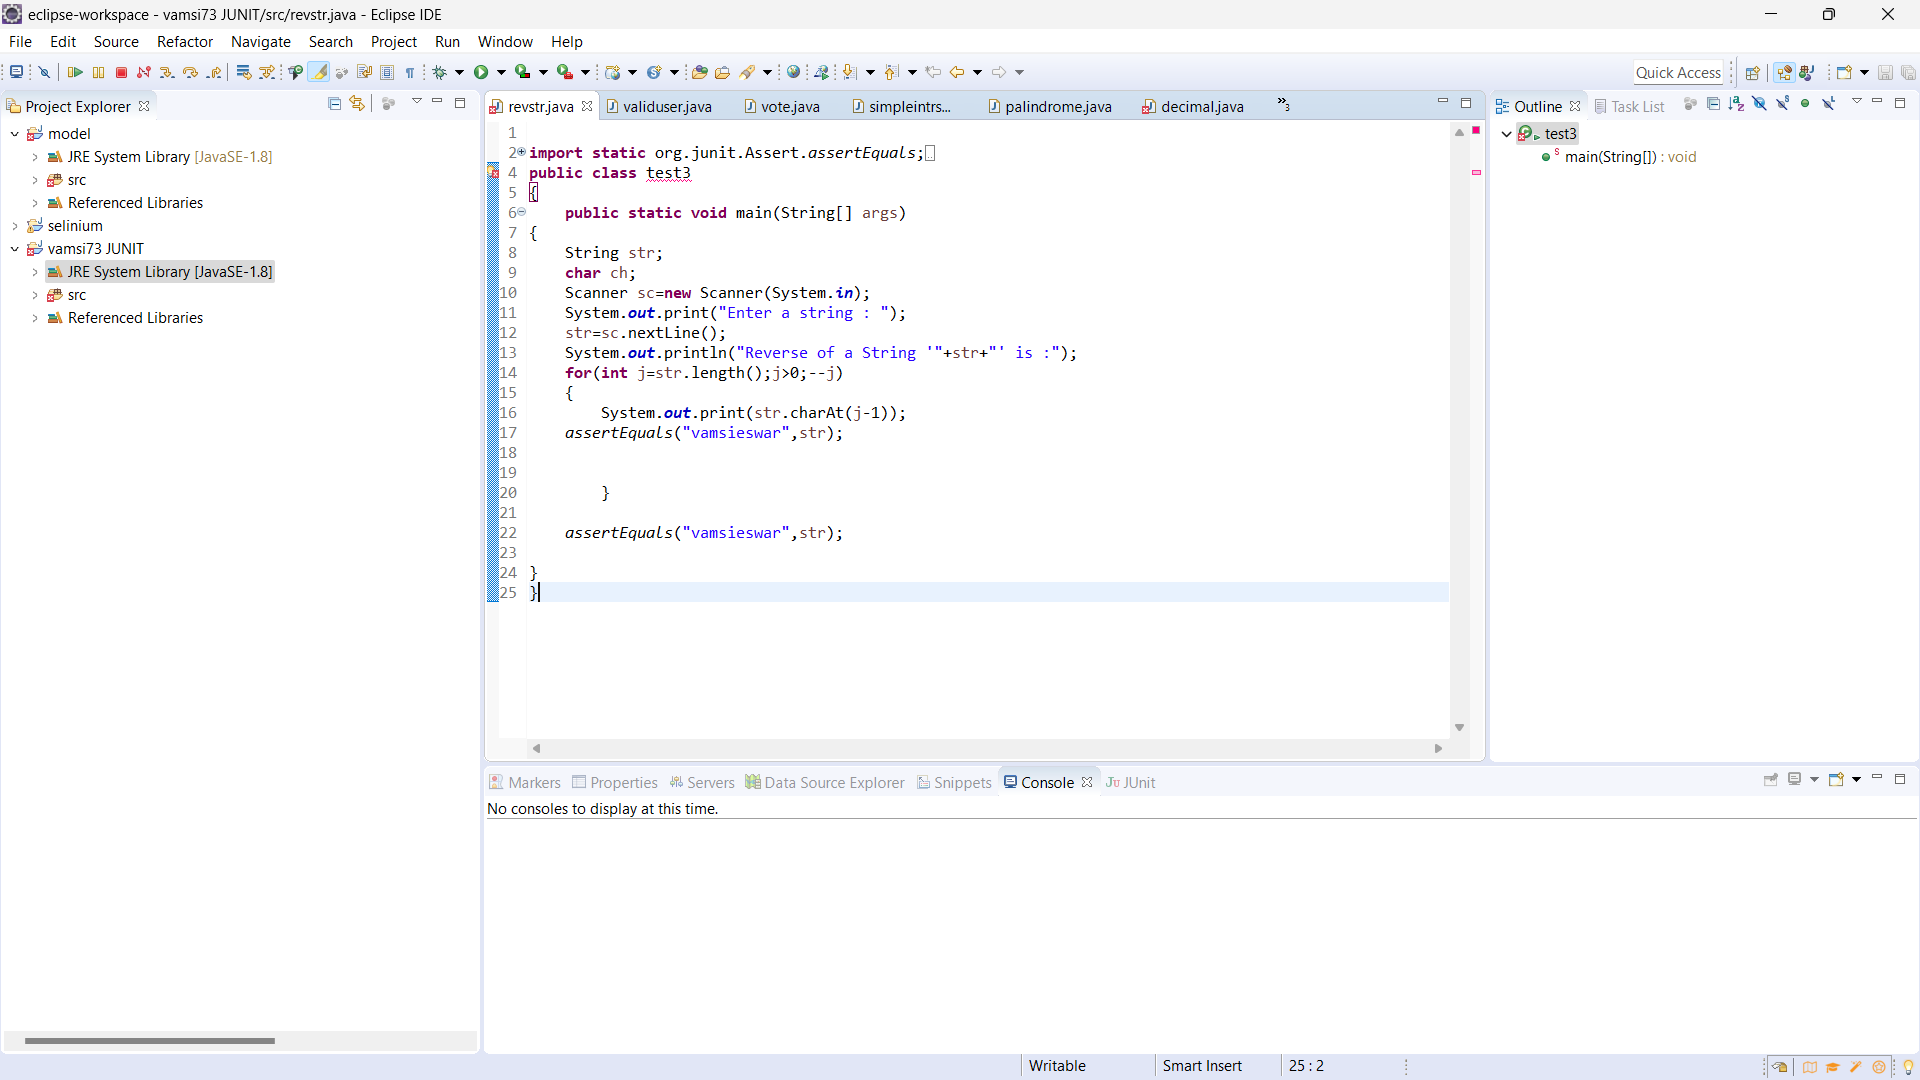 eclipse-workspace - vamsi73 JUNIT/src/revstr.java - Eclipse IDE
File Edit Source Refactor Navigate Search Project Run Window Help
Quick Access
Project Explorer
model
JRE System Library [JavaSE-1.8]
src
Referenced Libraries
selinium
vamsi73 JUNIT
JRE System Library [JavaSE-1.8]
src
Referenced Libraries
revstr.java validuser.java vote.java simpleintrs... palindrome.java decimal.java »3
1
2 import static org.junit.Assert.assertEquals;
4 public class test3
5 {
6 public static void main(String[] args)
7 {
8 String str;
9 char ch;
10 Scanner sc=new Scanner(System.in);
11 System.out.print("Enter a string : ");
12 str=sc.nextLine();
13 System.out.println("Reverse of a String '"+str+"' is :");
14 for(int j=str.length();j>0;--j)
15 {
16 System.out.print(str.charAt(j-1));
17 assertEquals("vamsieswar",str);
18
19
20 }
21
22 assertEquals("vamsieswar",str);
23
24 }
25 }
Outline Task List
test3
main(String[]) : void
Markers Properties Servers Data Source Explorer Snippets Console JUnit
No consoles to display at this time.
Writable Smart Insert 25 : 2